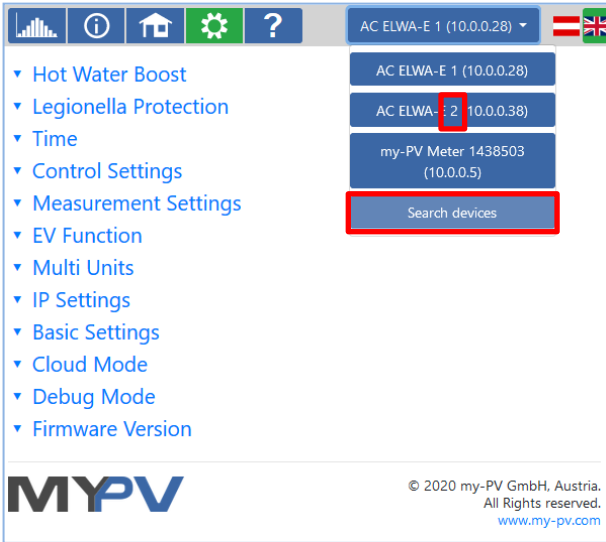 ?
AC ELWA-E 1 (10.0.0.28)
AC ELWA-E 1 (10.0.0.28)
AC ELWA-E 2 (10.0.0.38)
my-PV Meter 1438503
(10.0.0.5)
Search devices
Hot Water Boost
Legionella Protection
Time
Control Settings
Measurement Settings
EV Function
Multi Units
IP Settings
Basic Settings
Cloud Mode
Debug Mode
Firmware Version
MYPV
© 2020 my-PV GmbH, Austria.
All Rights reserved.
www.my-pv.com